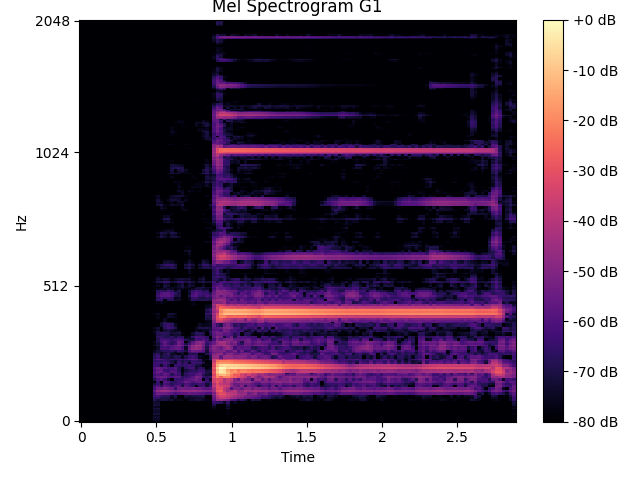 Mel Spectrogram G1
2048
1024
512
0
Hz
0
0.5
1
1.5
2
2.5
Time
+0 dB
-10 dB
-20 dB
-30 dB
-40 dB
-50 dB
-60 dB
-70 dB
-80 dB